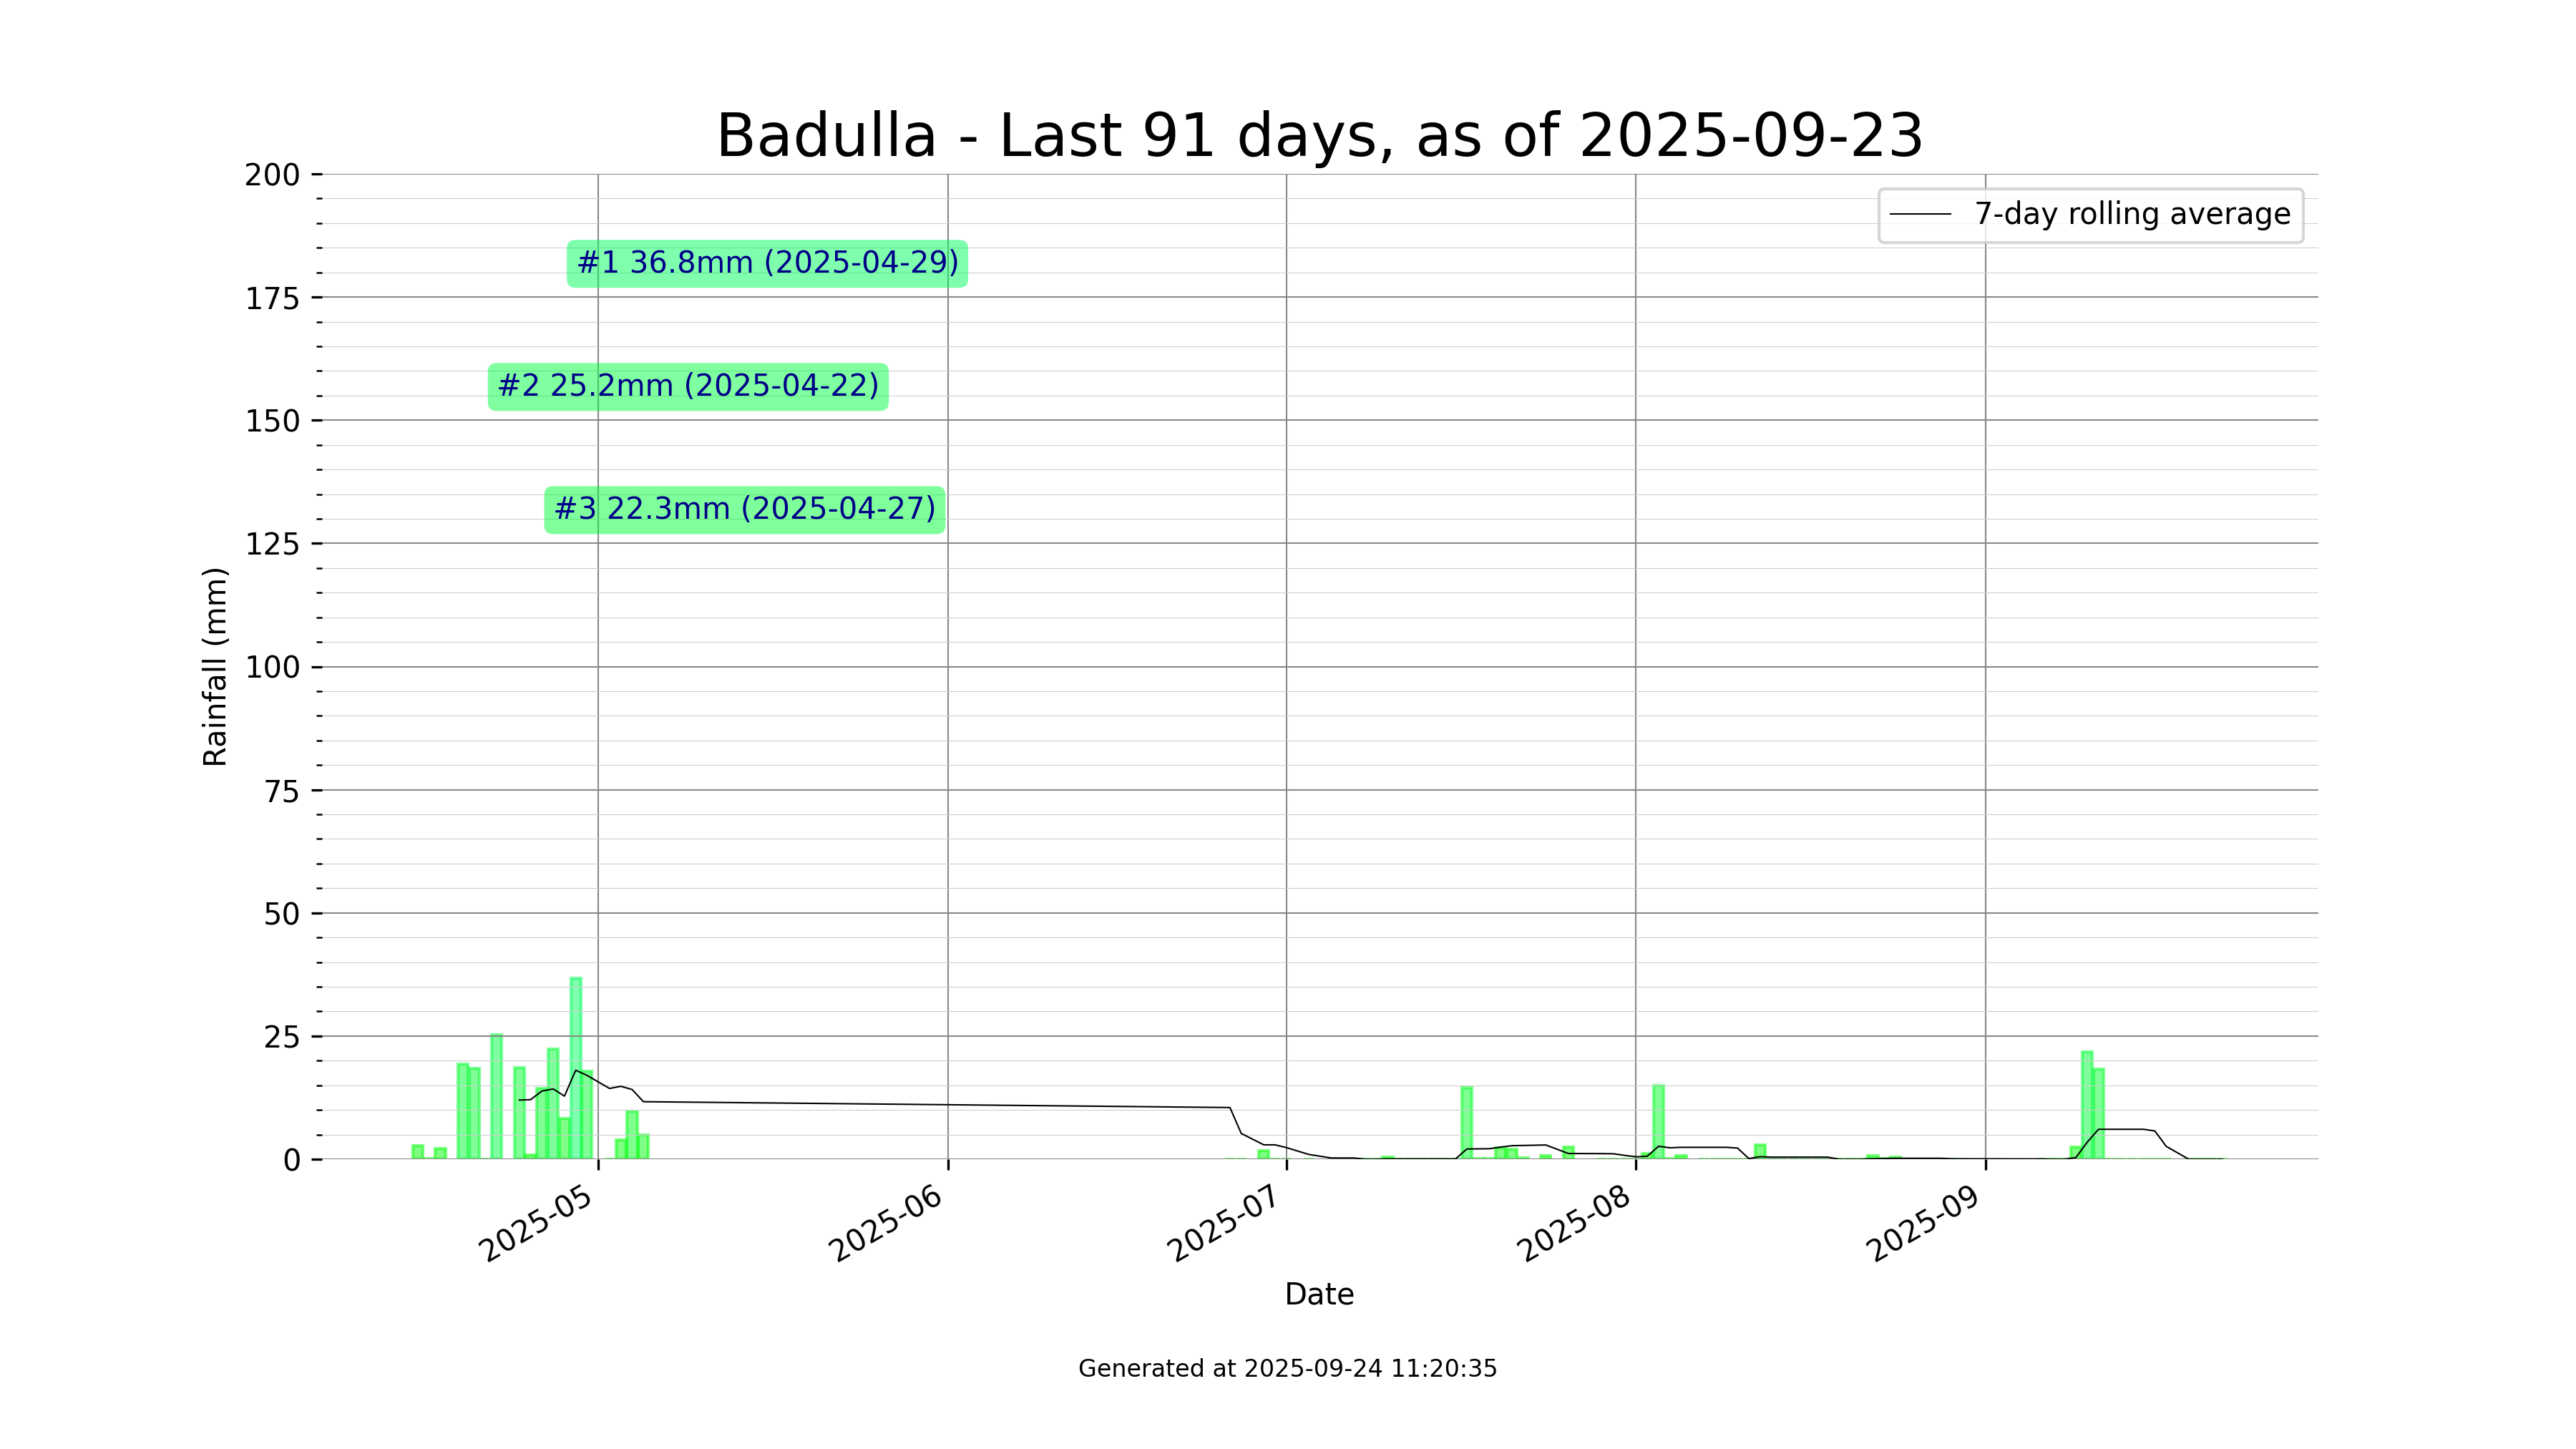 Badulla - Last 91 days, as of 2025-09-23
200
175
150
125
100
75
50
25
0
Rainfall (mm)
7-day rolling average
#1 36.8mm (2025-04-29)
#2 25.2mm (2025-04-22)
#3 22.3mm (2025-04-27)
2025-05
2025-06
2025-07
2025-08
2025-09
Date
Generated at 2025-09-24 11:20:35